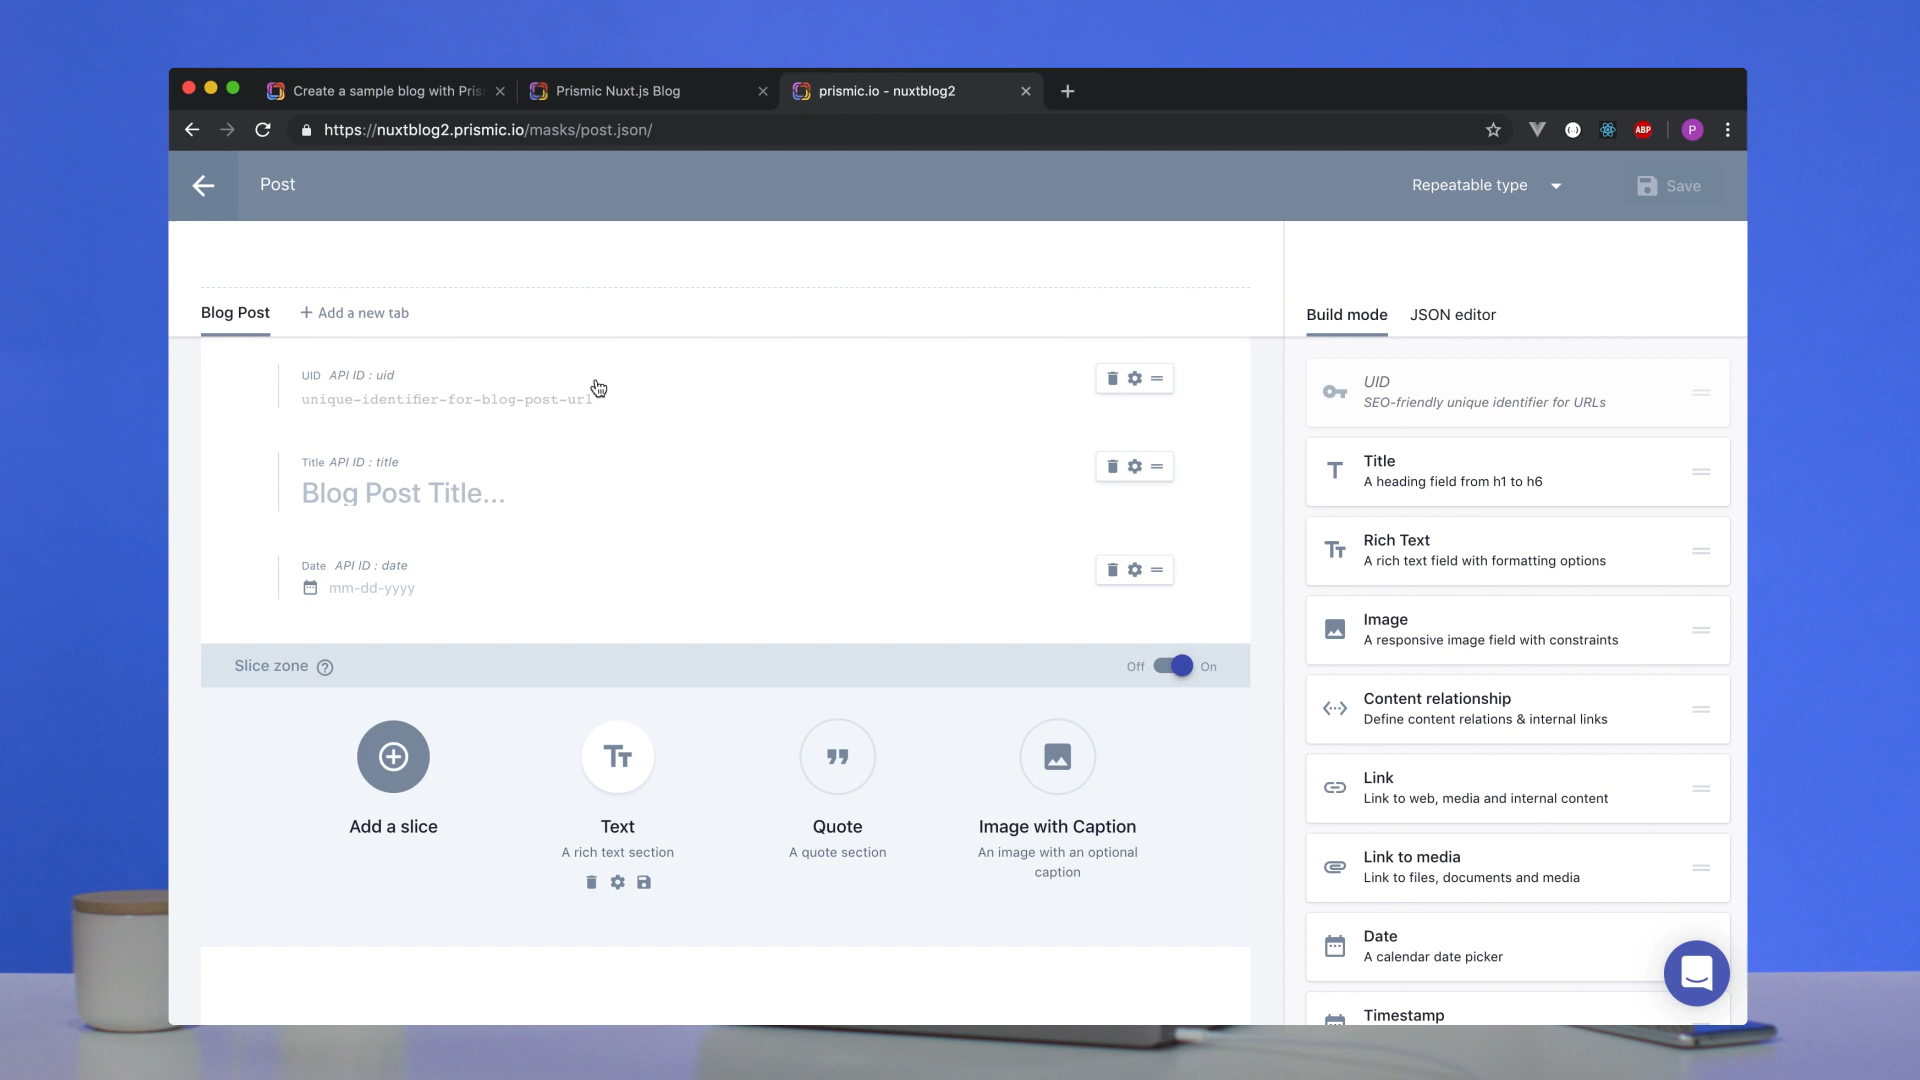 Create a sample blog with Pris
Prismic Nuxt.js Blog
prismic.io - nuxtblog2
https://nuxtblog2.prismic.io/masks/post.json/
ABP
P
Post
Repeatable type
Save
Blog Post
+ Add a new tab
Build mode
JSON editor
UID API ID : uid
unique-identifier-for-blog-post-url
Title API ID : title
Blog Post Title...
Date API ID : date
mm-dd-yyyy
Slice zone ?
Off
On
Add a slice
Text
A rich text section
Quote
A quote section
Image with Caption
An image with an optional
caption
UID
SEO-friendly unique identifier for URLs
Title
A heading field from h1 to h6
Rich Text
A rich text field with formatting options
Image
A responsive image field with constraints
Content relationship
Define content relations & internal links
Link
Link to web, media and internal content
Link to media
Link to files, documents and media
Date
A calendar date picker
Timestamp